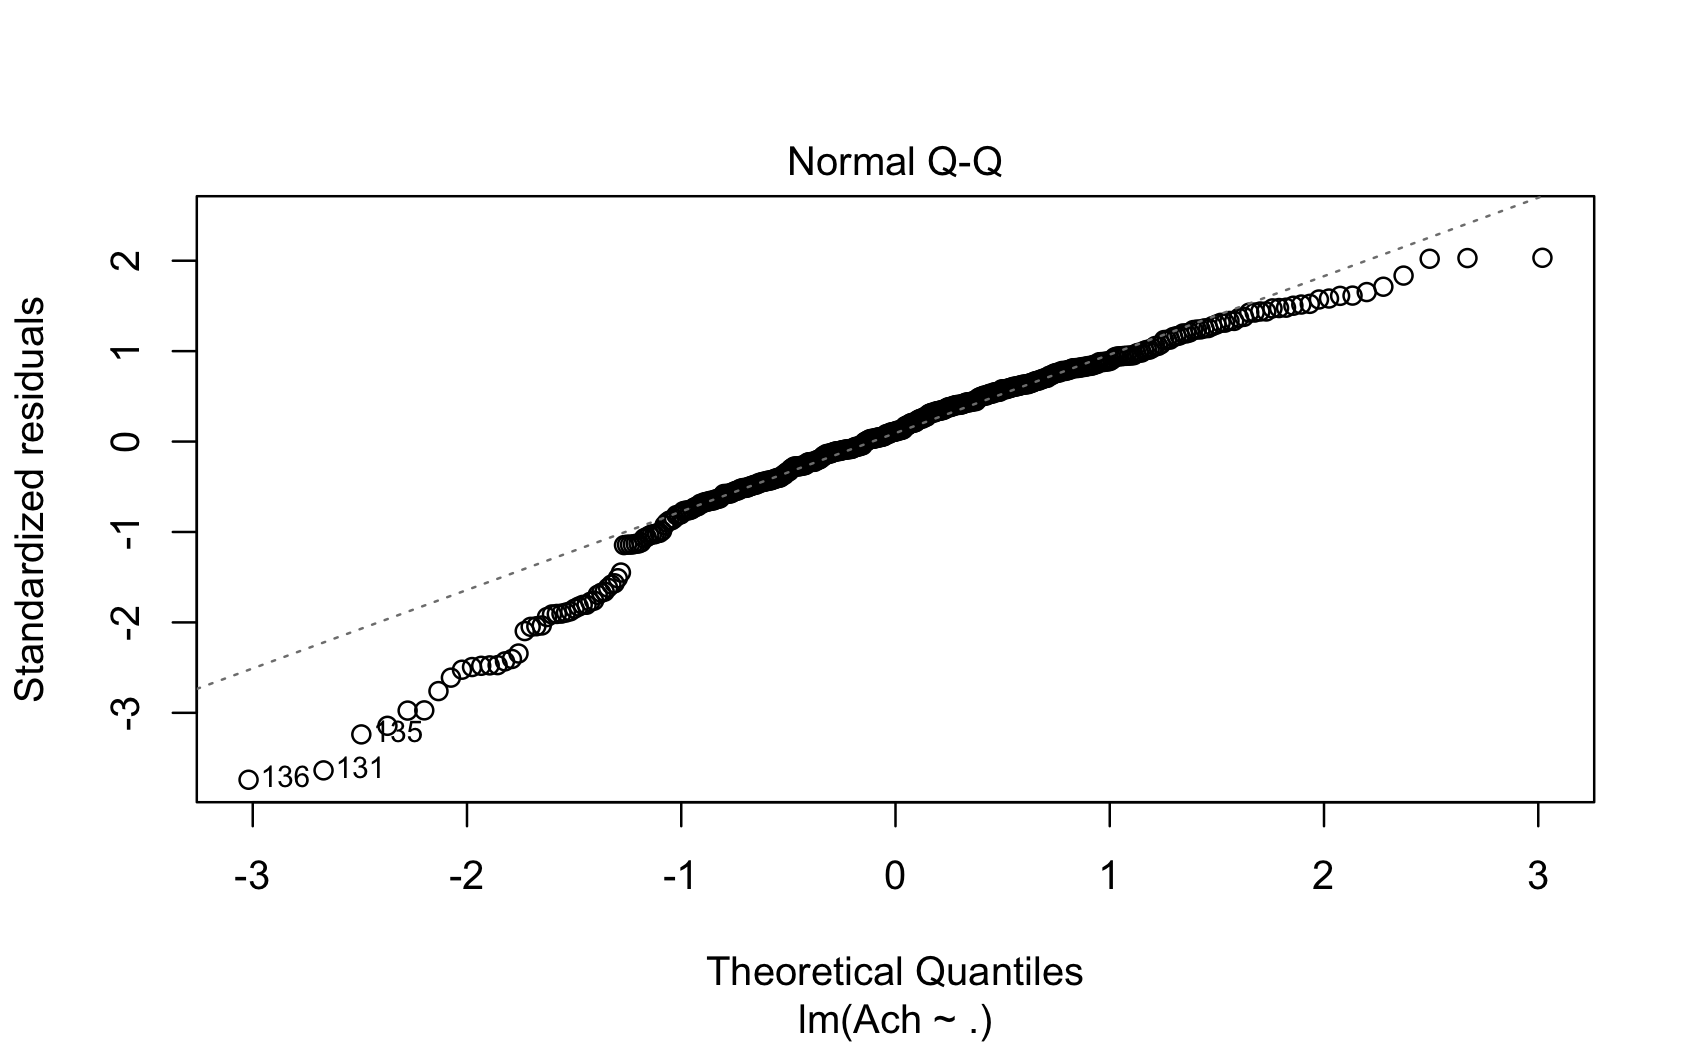 Normal Q-Q
Standardized residuals
2
1
0
-1
-2
-3
135
136
131
-3 -2 -1 0 1 2 3
Theoretical Quantiles
lm(Ach ~ .)